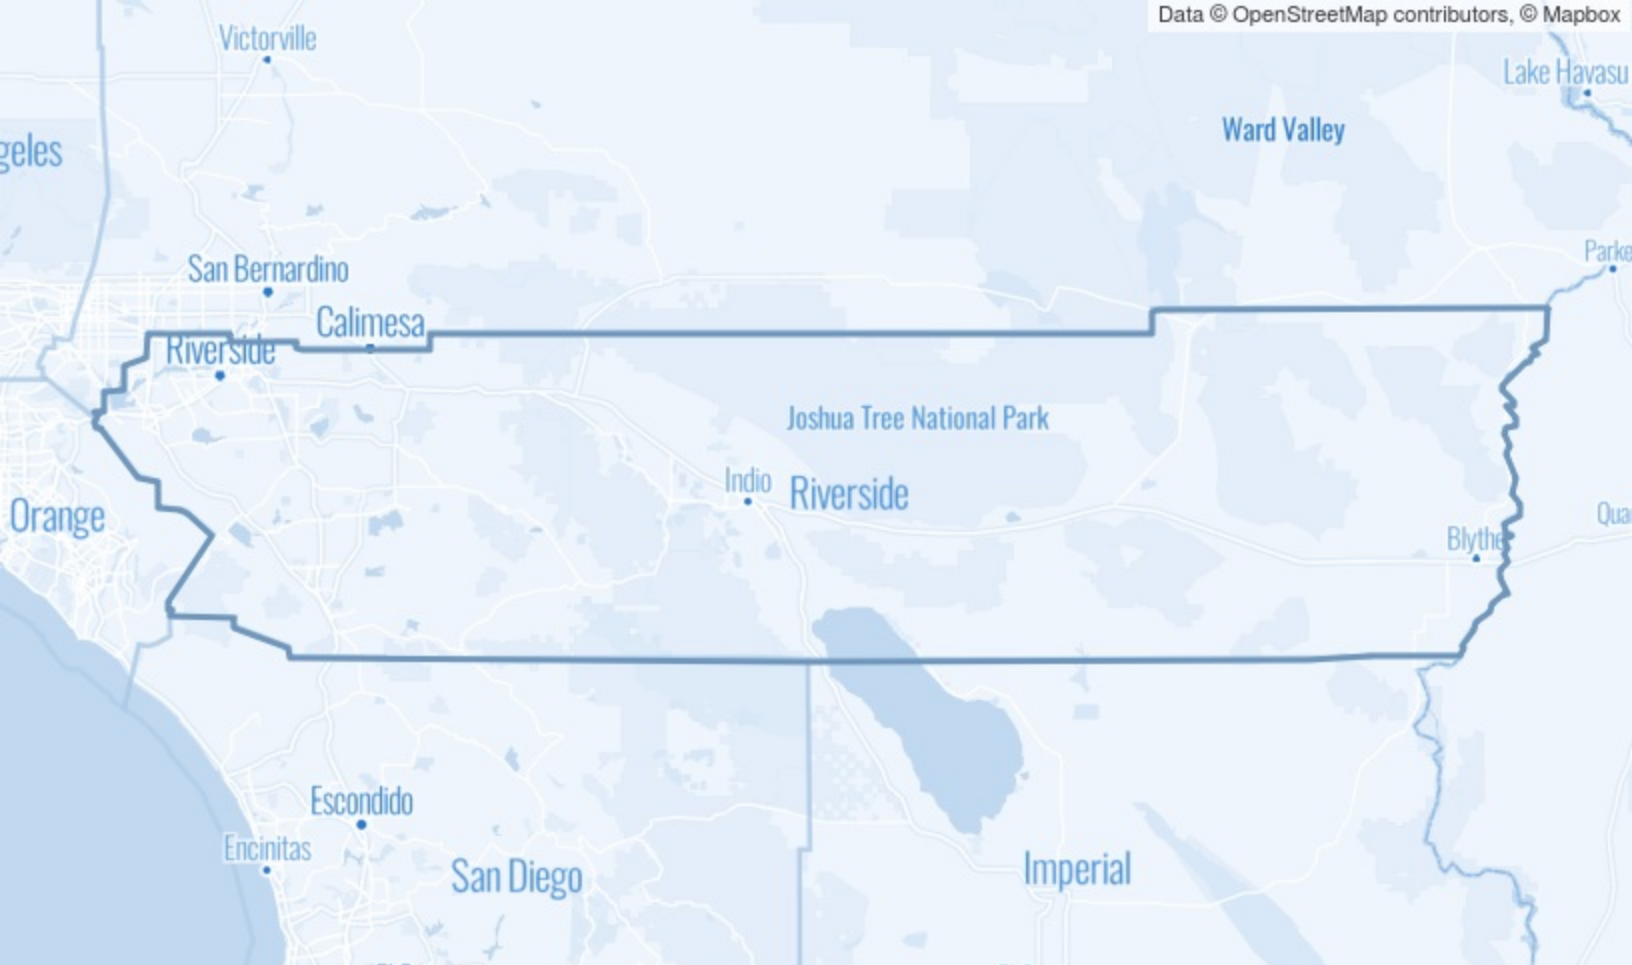 Data © OpenStreetMap contributors, © Mapbox
Victorville
Lake Havasu
Ward Valley
geles
Parke
San Bernardino
Calimesa
Riverside
Joshua Tree National Park
Indio
Riverside
Orange
Qua
Blythe
Escondido
Encinitas
San Diego
Imperial